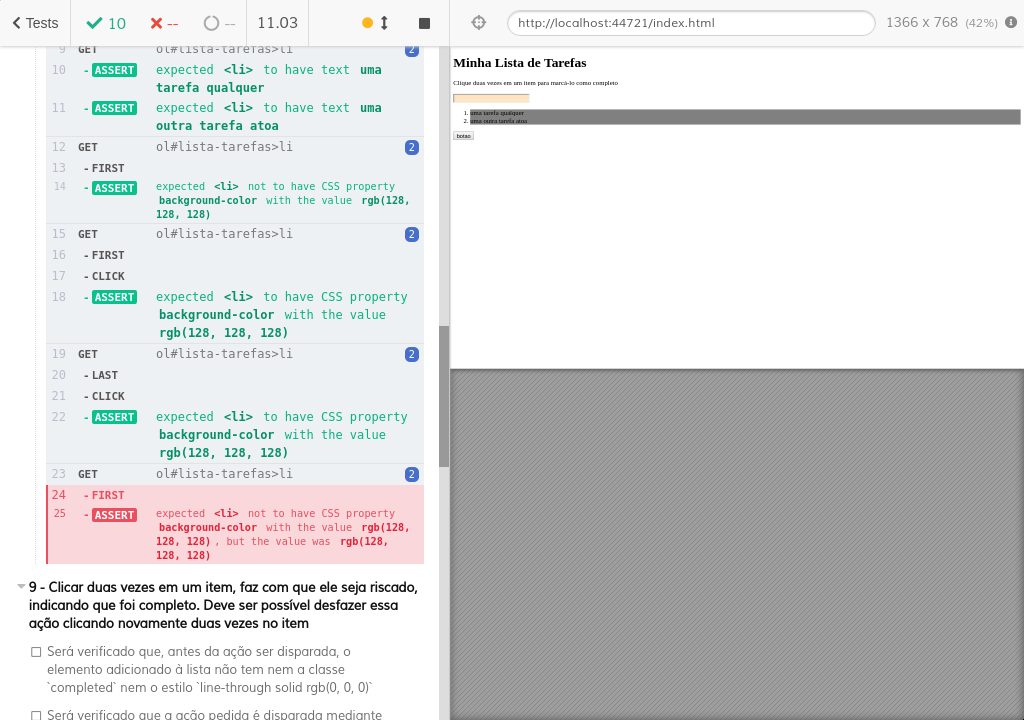 Tests
10
--
--
11.03
http://localhost:44721/index.html
1366 x 768 (42%)
9 GET ol#lista-tarefas>li 2
10 - ASSERT expected <li> to have text uma
tarefa qualquer
11 - ASSERT expected <li> to have text uma
outra tarefa atoa
12 GET ol#lista-tarefas>li 2
13 - FIRST
14 - ASSERT expected <li> not to have CSS property
background-color with the value rgb(128,
128, 128)
15 GET ol#lista-tarefas>li 2
16 - FIRST
17 - CLICK
18 - ASSERT expected <li> to have CSS property
background-color with the value
rgb(128, 128, 128)
19 GET ol#lista-tarefas>li 2
20 - LAST
21 - CLICK
22 - ASSERT expected <li> to have CSS property
background-color with the value
rgb(128, 128, 128)
23 GET ol#lista-tarefas>li 2
24 - FIRST
25 - ASSERT expected <li> not to have CSS property
background-color with the value rgb(128,
128, 128), but the value was rgb(128,
128, 128)
9 - Clicar duas vezes em um item, faz com que ele seja riscado,
indicando que foi completo. Deve ser possível desfazer essa
ação clicando novamente duas vezes no item
Será verificado que, antes da ação ser disparada, o
elemento adicionado à lista não tem nem a classe
`completed` nem o estilo `line-through solid rgb(0, 0, 0)`
Será verificado que a ação pedida é disparada mediante
Minha Lista de Tarefas
Clique duas vezes em um item para marcá-lo como completo
1. uma tarefa qualquer
2. uma outra tarefa atoa
botao